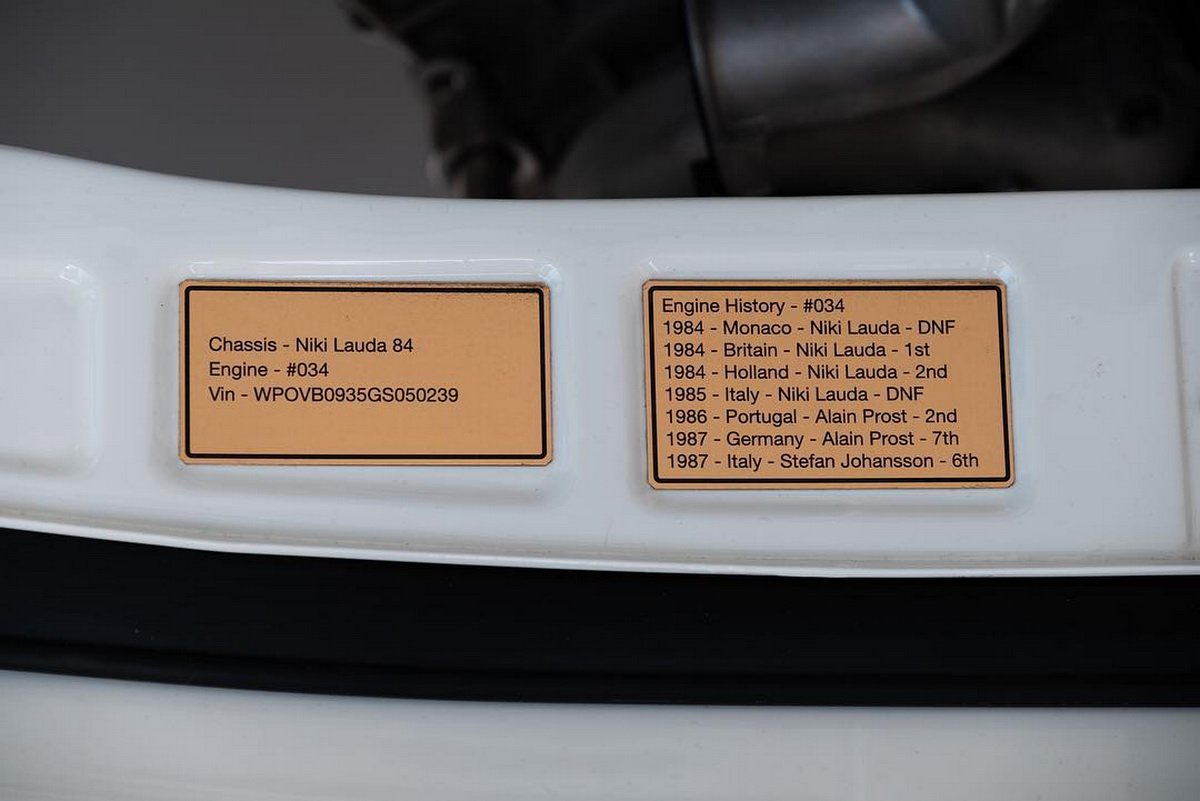 Chassis - Niki Lauda 84
Engine - #034
Vin - WPOVB0935GS050239
Engine History - #034
1984 - Monaco - Niki Lauda - DNF
1984 - Britain - Niki Lauda - 1st
1984 - Holland - Niki Lauda - 2nd
1985 - Italy - Niki Lauda - DNF
1986 - Portugal - Alain Prost - 2nd
1987 - Germany - Alain Prost - 7th
1987 - Italy - Stefan Johansson - 6th